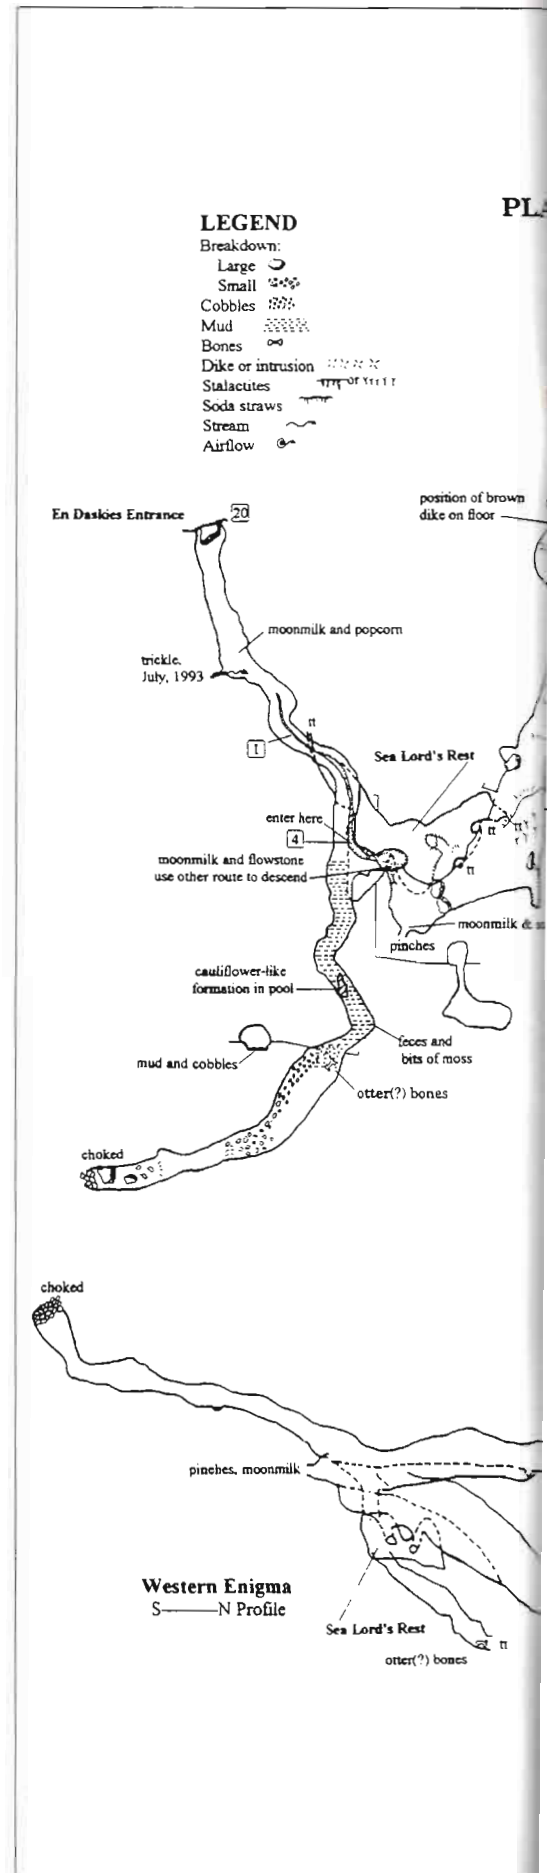 PLA
LEGEND
Breakdown:
Large
Small
Cobbles
Mud
Bones
Dike or intrusion
Stalactites or
Soda straws
Stream
Airflow
position of brown
dike on floor
En Daskies Entrance 20
moonmilk and popcorn
trickle,
July, 1993
tt
1
Sea Lord's Rest
enter here
4
tt
tt
tt
moonmilk and flowstone
use other route to descend
moonmilk &
pinches
cauliflower-like
formation in pool
feces and
bits of moss
mud and cobbles
otter(?) bones
choked
choked
pinches, moonmilk
Western Enigma
S N Profile
Sea Lord's Rest
tt
otter(?) bones